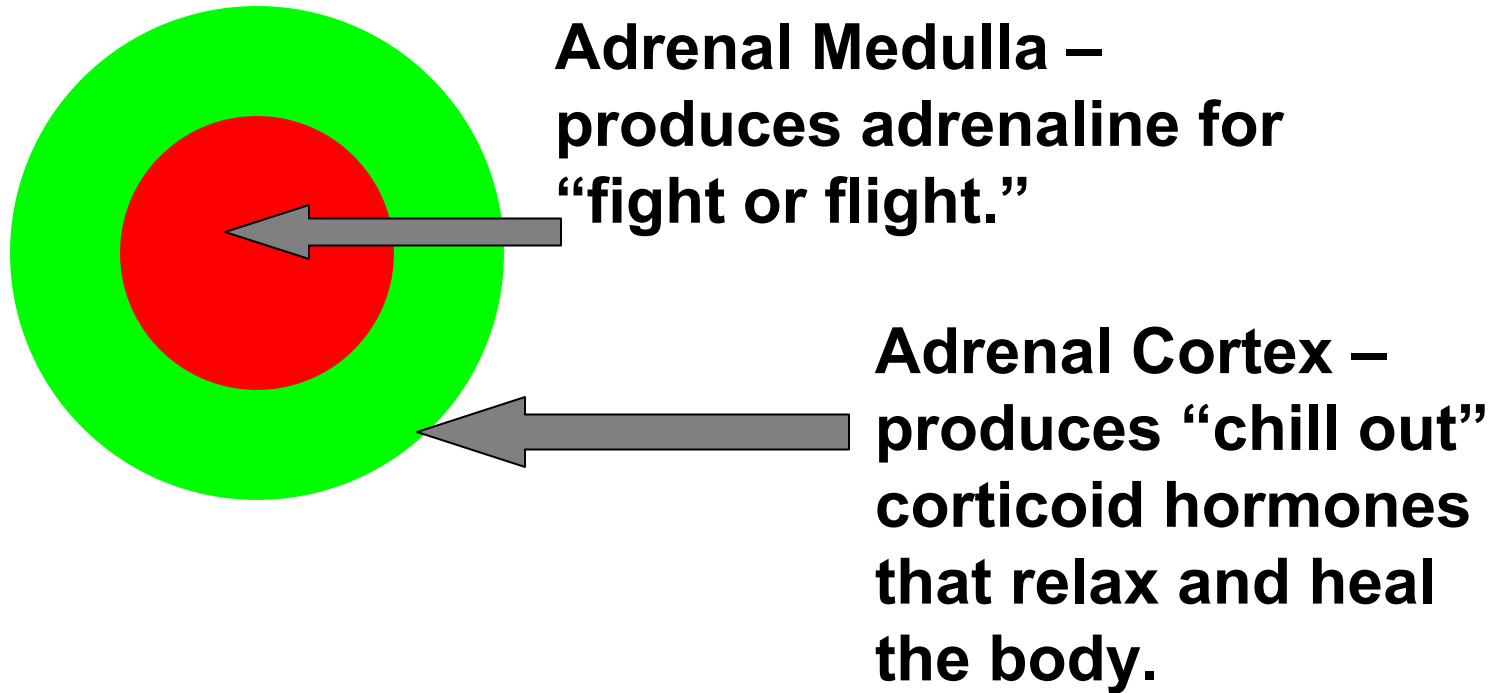 Adrenal Medulla –
produces adrenaline for
“fight or flight.”
Adrenal Cortex –
produces “chill out”
corticoid hormones
that relax and heal
the body.